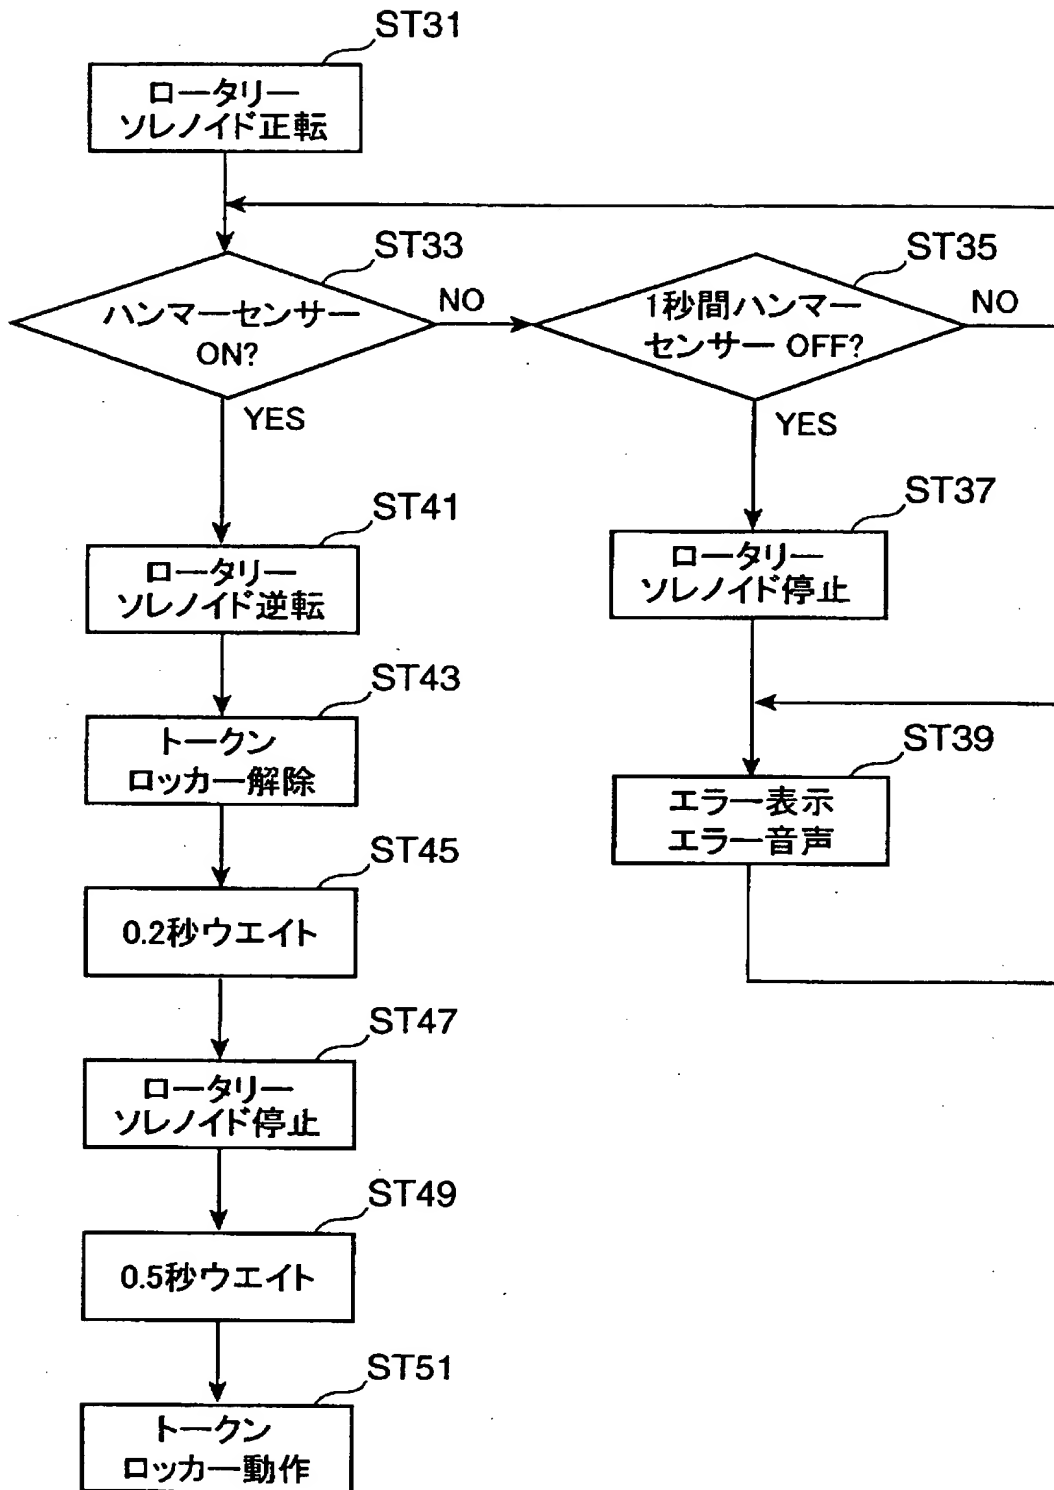 ST31
ロータリー
ソレノイド正転
ST33
ハンマーセンサー
ON?
NO
YES
ST35
1秒間ハンマー
センサー OFF?
NO
YES
ST37
ロータリー
ソレノイド停止
ST39
エラー表示
エラー音声
ST41
ロータリー
ソレノイド逆転
ST43
トークン
ロッカー解除
ST45
0.2秒ウエイト
ST47
ロータリー
ソレノイド停止
ST49
0.5秒ウエイト
ST51
トークン
ロッカー動作